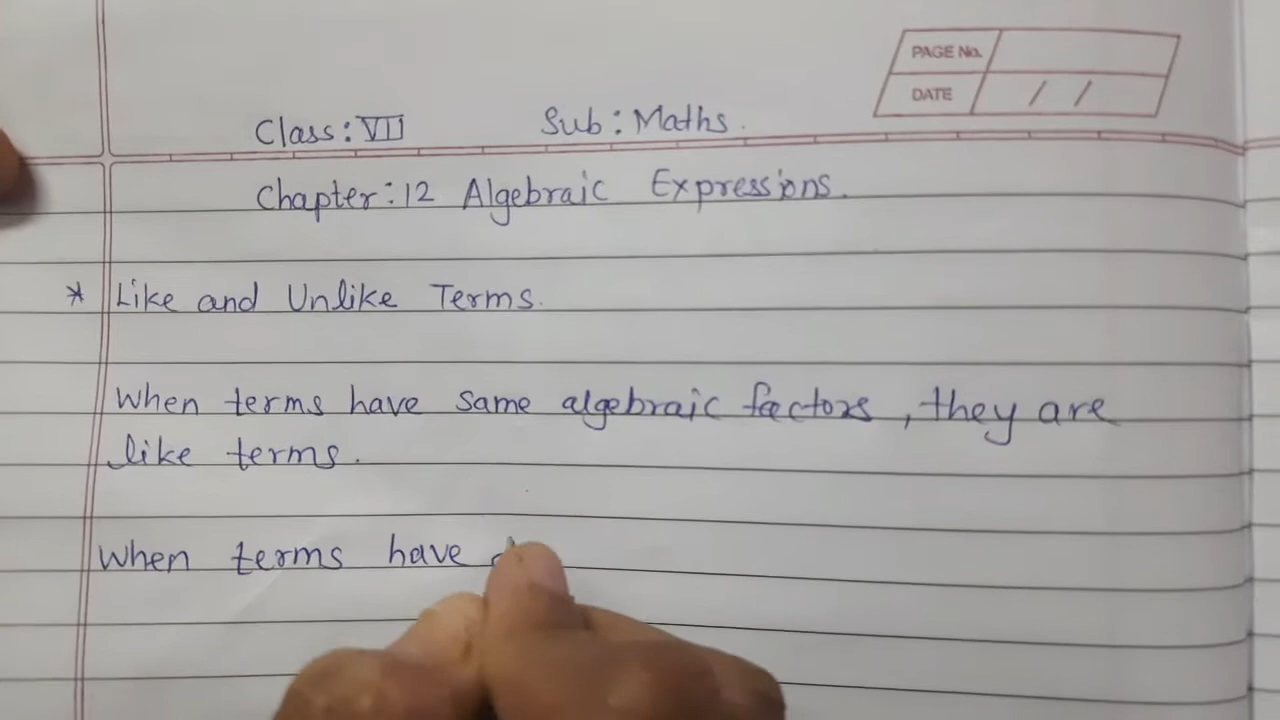 PAGE No.
DATE / /
Class: VII Sub: Maths.
Chapter: 12 Algebraic Expressions.
* Like and Unlike Terms.
When terms have same algebraic factors, they are
like terms.
When terms have